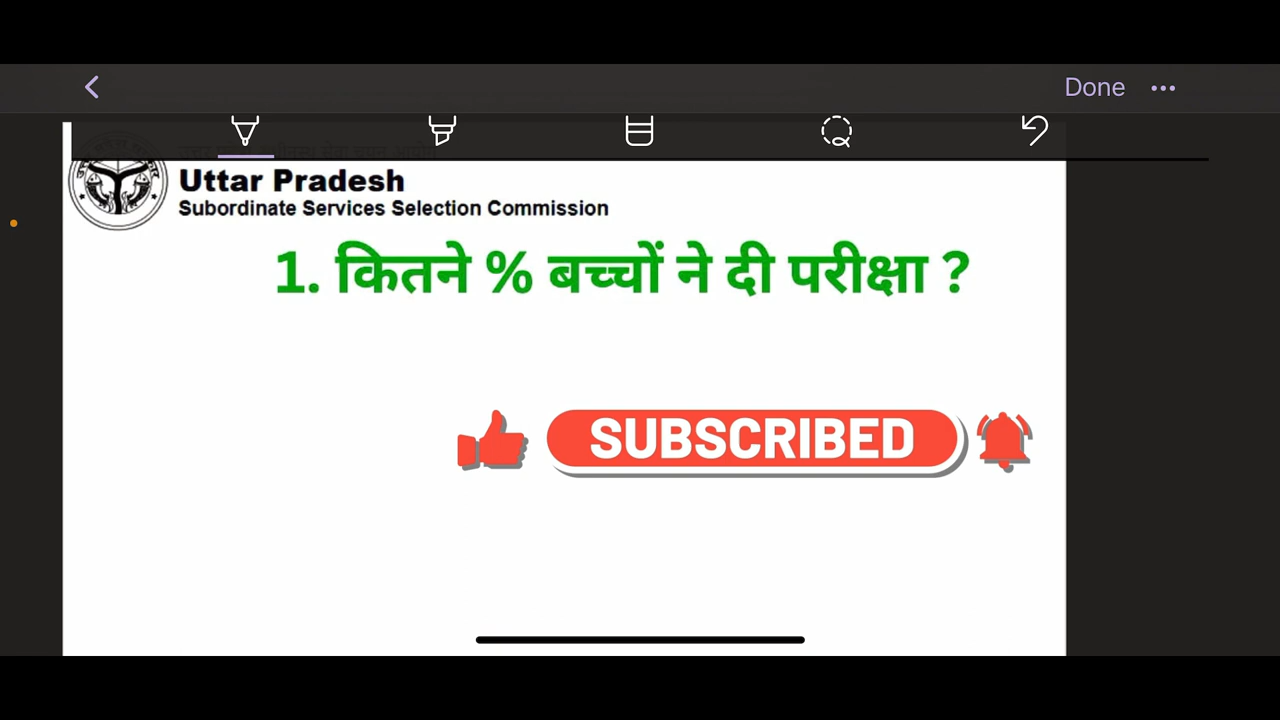 Done
Uttar Pradesh
Subordinate Services Selection Commission
1. कितने % बच्चों ने दी परीक्षा ?
SUBSCRIBED